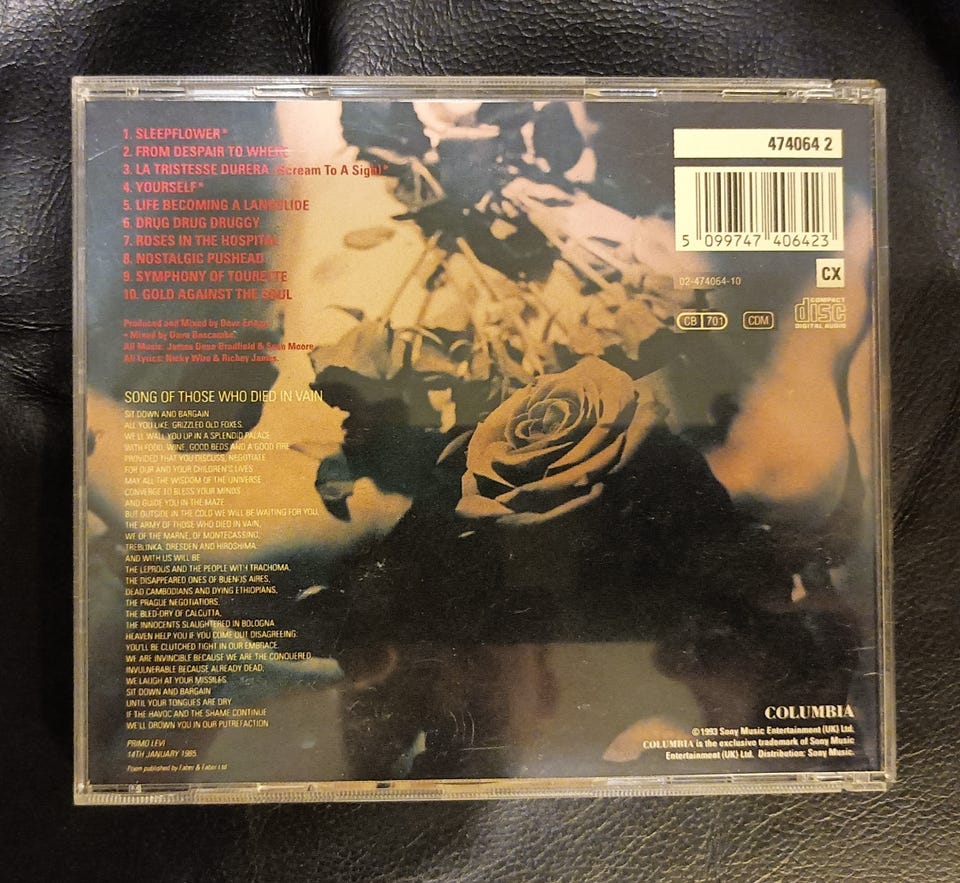 1. SLEEPFLOWER*
2. FROM DESPAIR TO WHERE
3. LA TRISTESSE DURERA (Scream To A Sigh)*
4. YOURSELF*
5. LIFE BECOMING A LANDSLIDE
6. DRUG DRUG DRUGGY
7. ROSES IN THE HOSPITAL
8. NOSTALGIC PUSHEAD
9. SYMPHONY OF TOURETTE
10. GOLD AGAINST THE SOUL
Produced and Mixed by Dave Eringa
* Mixed by Dave Bascombe.
All Music: James Dean Bradfield & Sean Moore
All Lyrics: Nicky Wire & Richey James.
SONG OF THOSE WHO DIED IN VAIN
SIT DOWN AND BARGAIN
ALL YOU LIKE, GRIZZLED OLD FOXES.
WE'LL WALL YOU UP IN A SPLENDID PALACE
WITH FOOD, WINE, GOOD BEDS AND A GOOD FIRE
PROVIDED THAT YOU DISCUSS, NEGOTIATE
FOR OUR AND YOUR CHILDREN'S LIVES
MAY ALL THE WISDOM OF THE UNIVERSE
CONVERGE TO BLESS YOUR MINDS
AND GUIDE YOU IN THE MAZE
BUT OUTSIDE IN THE COLD WE WILL BE WAITING FOR YOU,
THE ARMY OF THOSE WHO DIED IN VAIN,
WE OF THE MARNE, OF MONTECASSINO,
TREBLINKA, DRESDEN AND HIROSHIMA.
AND WITH US WILL BE
THE LEPROUS AND THE PEOPLE WITH TRACHOMA,
THE DISAPPEARED ONES OF BUENOS AIRES,
DEAD CAMBODIANS AND DYING ETHIOPIANS,
THE PRAGUE NEGOTIATORS,
THE BLED-DRY OF CALCUTTA,
THE INNOCENTS SLAUGHTERED IN BOLOGNA.
HEAVEN HELP YOU IF YOU COME OUT DISAGREEING:
YOU'LL BE CLUTCHED TIGHT IN OUR EMBRACE.
WE ARE INVINCIBLE BECAUSE WE ARE THE CONQUERED,
INVULNERABLE BECAUSE ALREADY DEAD;
WE LAUGH AT YOUR MISSILES.
SIT DOWN AND BARGAIN
UNTIL YOUR TONGUES ARE DRY.
IF THE HAVOC AND THE SHAME CONTINUE
WE'LL DROWN YOU IN OUR PUTREFACTION
PRIMO LEVI
14TH JANUARY 1985.
Poem published by Faber & Faber Ltd
474064 2
5 099747 406423
CX
02-474064-10
CB 701
CDM
COMPACT
disc
DIGITAL AUDIO
COLUMBIA
© 1993 Sony Music Entertainment (UK) Ltd.
COLUMBIA is the exclusive trademark of Sony Music
Entertainment (UK) Ltd. Distribution: Sony Music.